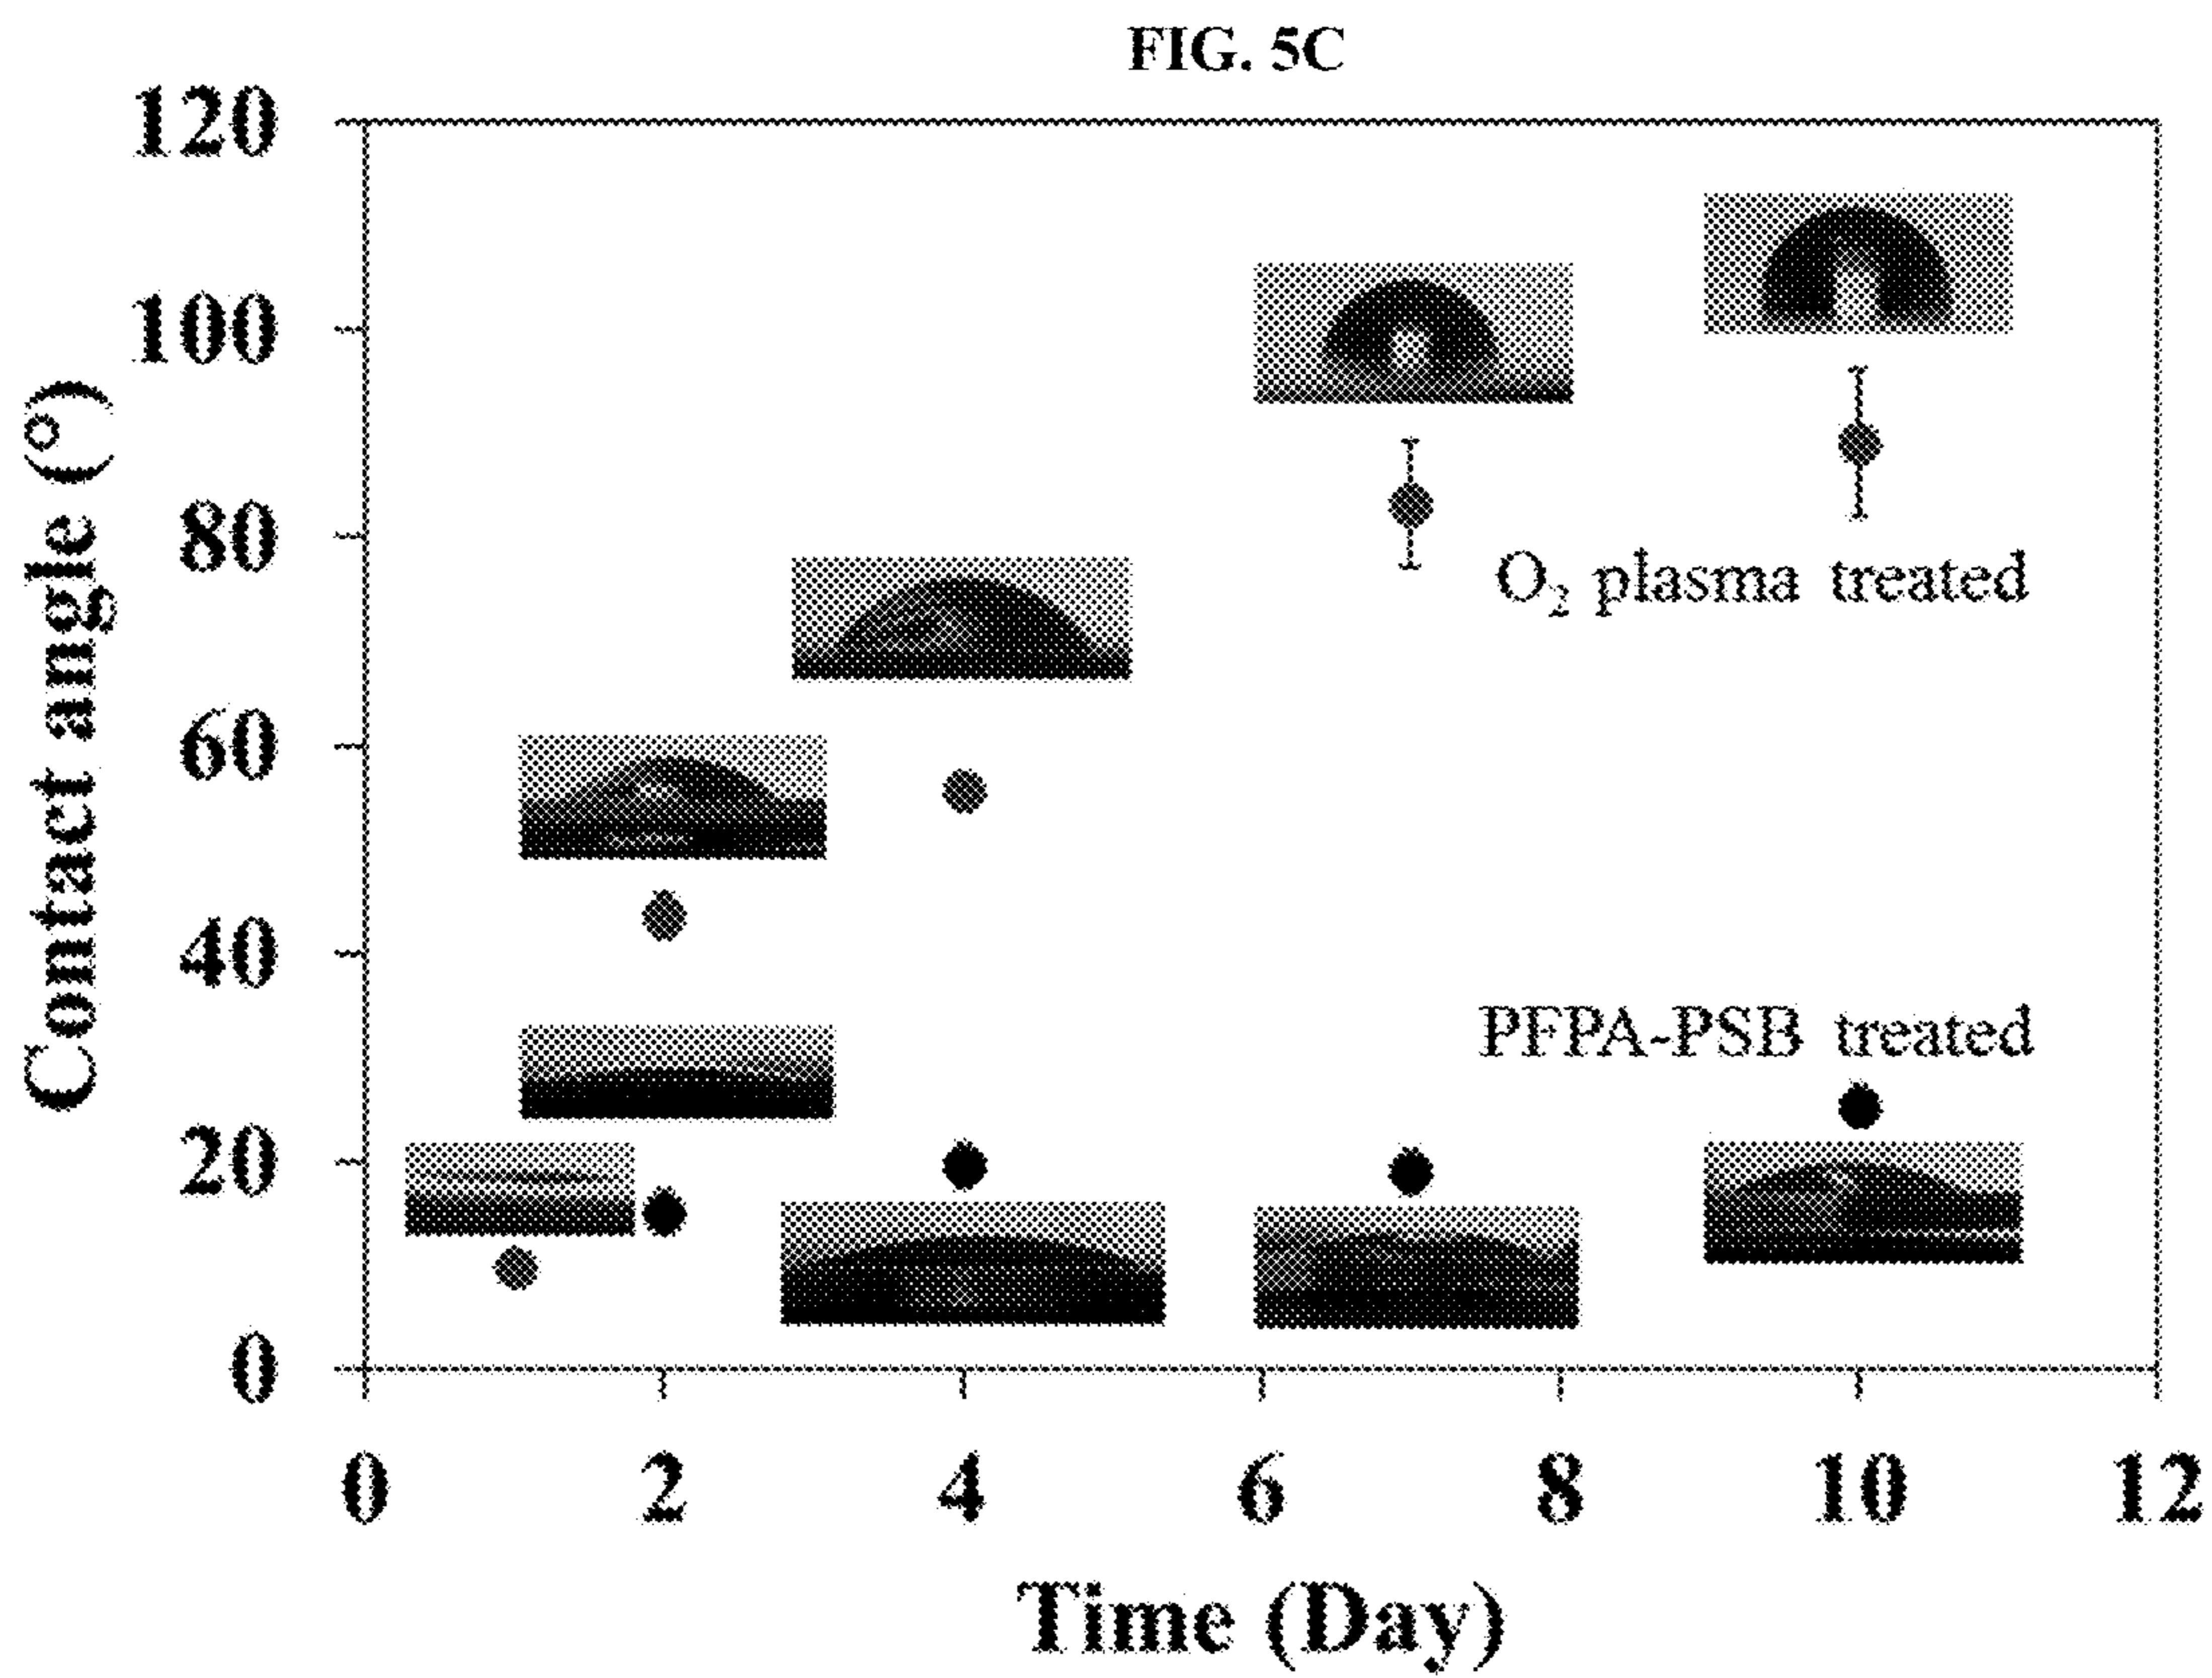 FIG. 5C
120
100
80
60
40
20
0
Contact angle (°)
O₂ plasma treated
PFPA-PSB treated
0 2 4 6 8 10 12
Time (Day)